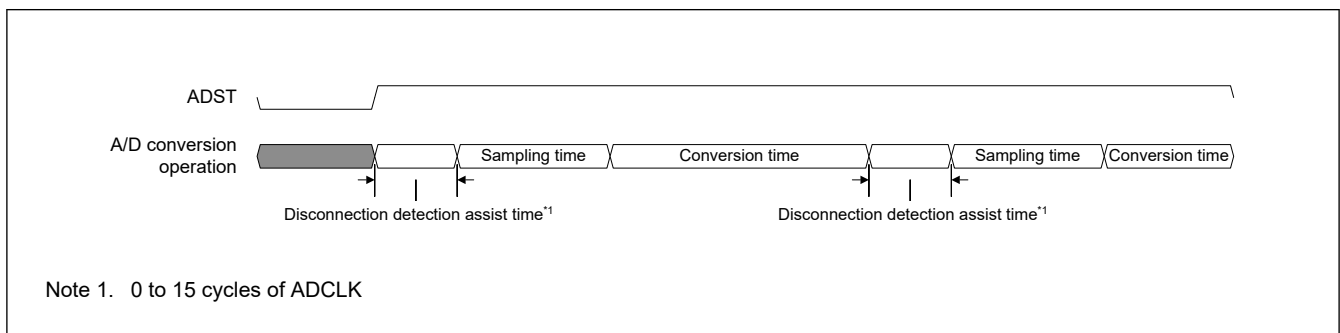 ADST
A/D conversion
operation
Sampling time Conversion time Sampling time Conversion time
Disconnection detection assist time*1 Disconnection detection assist time*1
Note 1. 0 to 15 cycles of ADCLK